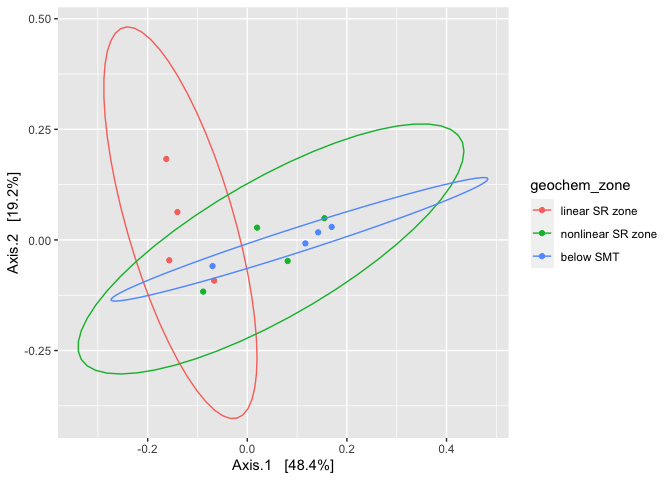 0.50
0.25
0.00
-0.25
Axis.2 [19.2%]
-0.2
0.0
0.2
0.4
Axis.1 [48.4%]
geochem_zone
linear SR zone
nonlinear SR zone
below SMT